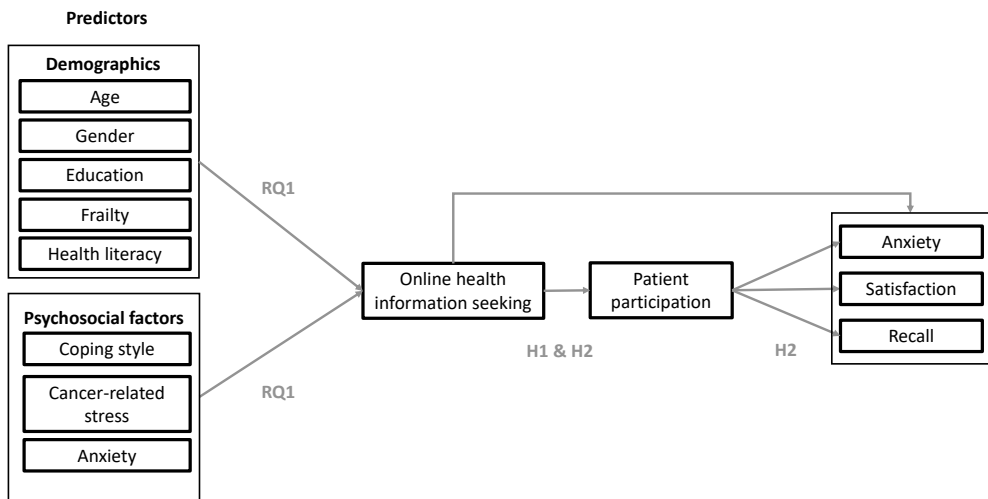 Predictors
Demographics
Age
Gender
Education
Frailty
Health literacy
Psychosocial factors
Coping style
Cancer-related
stress
Anxiety
RQ1
RQ1
Online health
information seeking
H1 & H2
Patient
participation
H2
Anxiety
Satisfaction
Recall